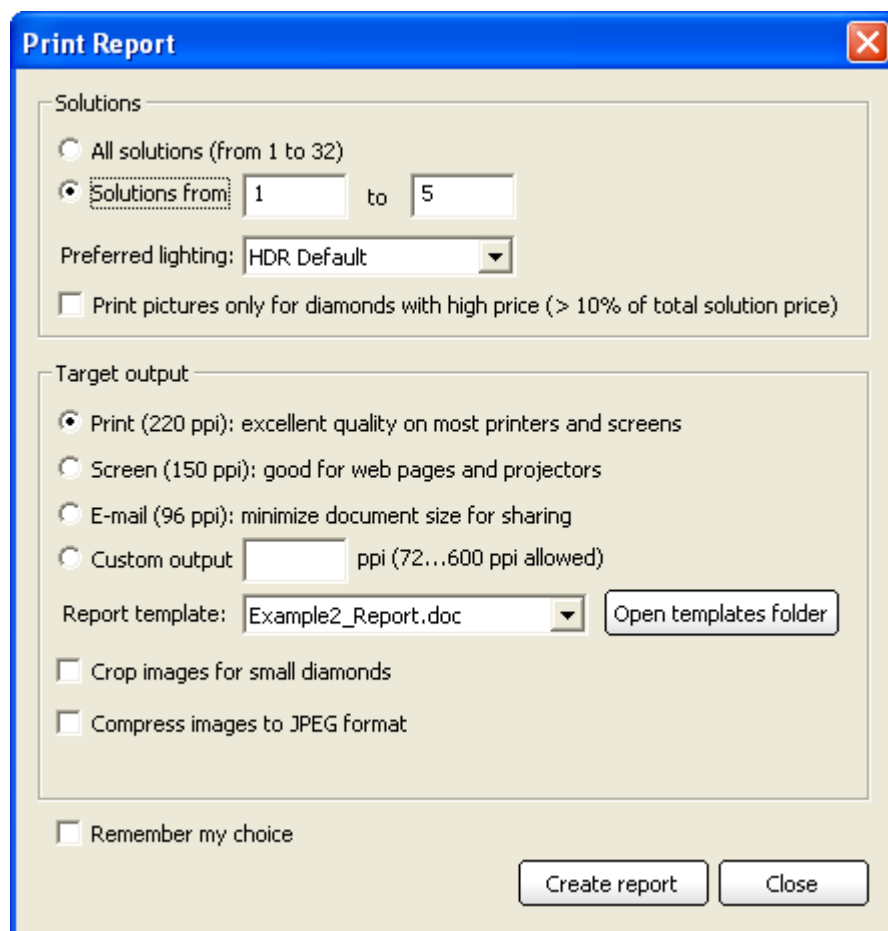 Print Report
Solutions
All solutions (from 1 to 32)
Solutions from 1 to 5
Preferred lighting: HDR Default
Print pictures only for diamonds with high price (> 10% of total solution price)
Target output
Print (220 ppi): excellent quality on most printers and screens
Screen (150 ppi): good for web pages and projectors
E-mail (96 ppi): minimize document size for sharing
Custom output ppi (72...600 ppi allowed)
Report template: Example2_Report.doc Open templates folder
Crop images for small diamonds
Compress images to JPEG format
Remember my choice
Create report Close